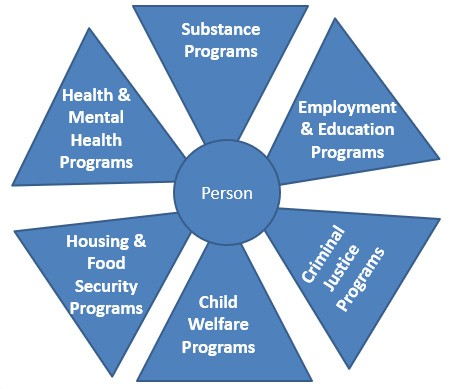 Substance
Programs
Health &
Mental
Health
Programs
Employment
& Education
Programs
Person
Housing &
Food
Security
Programs
Child
Welfare
Programs
Criminal
Justice
Programs